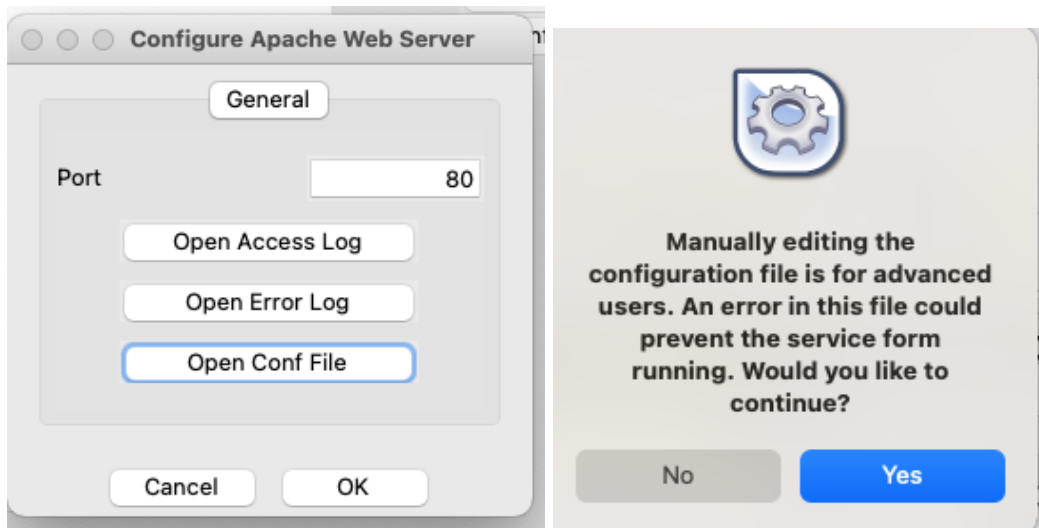 Configure Apache Web Server
General
Port
80
Open Access Log
Open Error Log
Open Conf File
Cancel
OK
Manually editing the
configuration file is for advanced
users. An error in this file could
prevent the service form
running. Would you like to
continue?
No
Yes